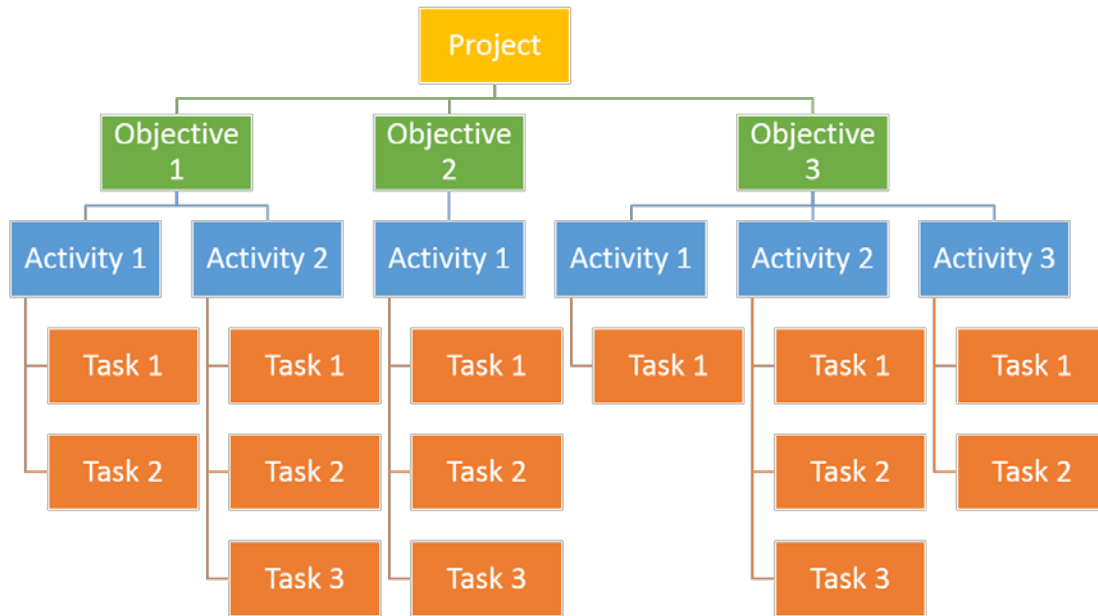 Project
Objective
1
Objective
2
Objective
3
Activity 1
Activity 2
Activity 1
Activity 1
Activity 2
Activity 3
Task 1
Task 1
Task 1
Task 1
Task 1
Task 1
Task 2
Task 2
Task 2
Task 2
Task 2
Task 3
Task 3
Task 3